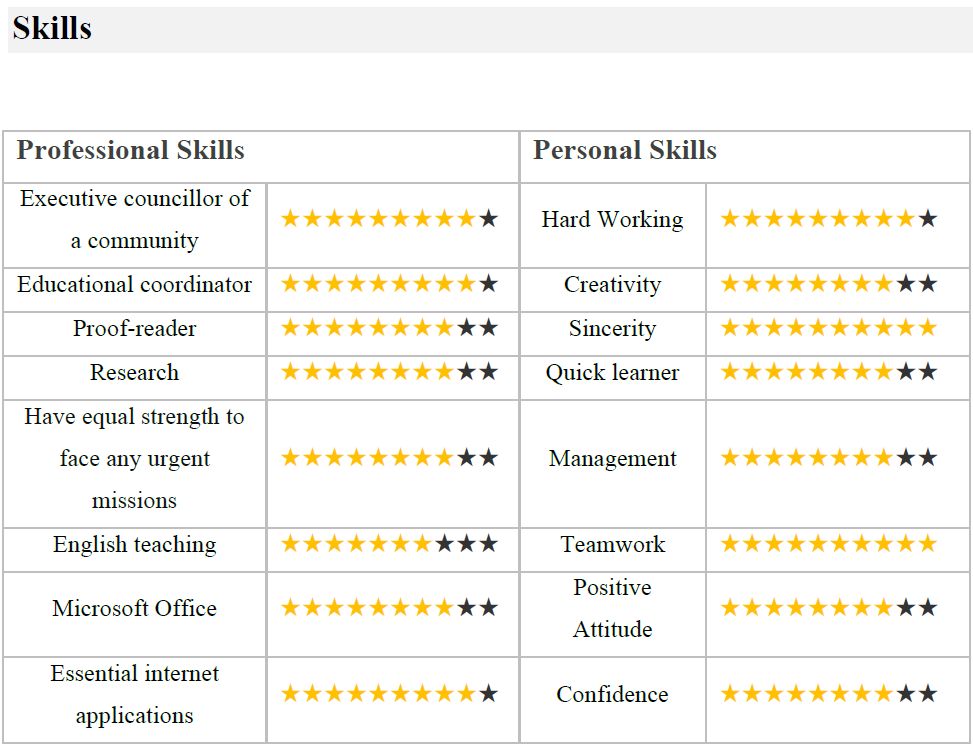 Skills
Professional Skills
Personal Skills
Executive councillor of
a community
★★★★★★★★★★
Hard Working
★★★★★★★★★★
Educational coordinator
★★★★★★★★★★
Creativity
★★★★★★★★★★
Proof-reader
★★★★★★★★★★
Sincerity
★★★★★★★★★★
Research
★★★★★★★★★★
Quick learner
★★★★★★★★★★
Have equal strength to
face any urgent
missions
★★★★★★★★★★
Management
★★★★★★★★★★
English teaching
★★★★★★★★★★
Teamwork
★★★★★★★★★★
Microsoft Office
★★★★★★★★★★
Positive
Attitude
★★★★★★★★★★
Essential internet
applications
★★★★★★★★★★
Confidence
★★★★★★★★★★